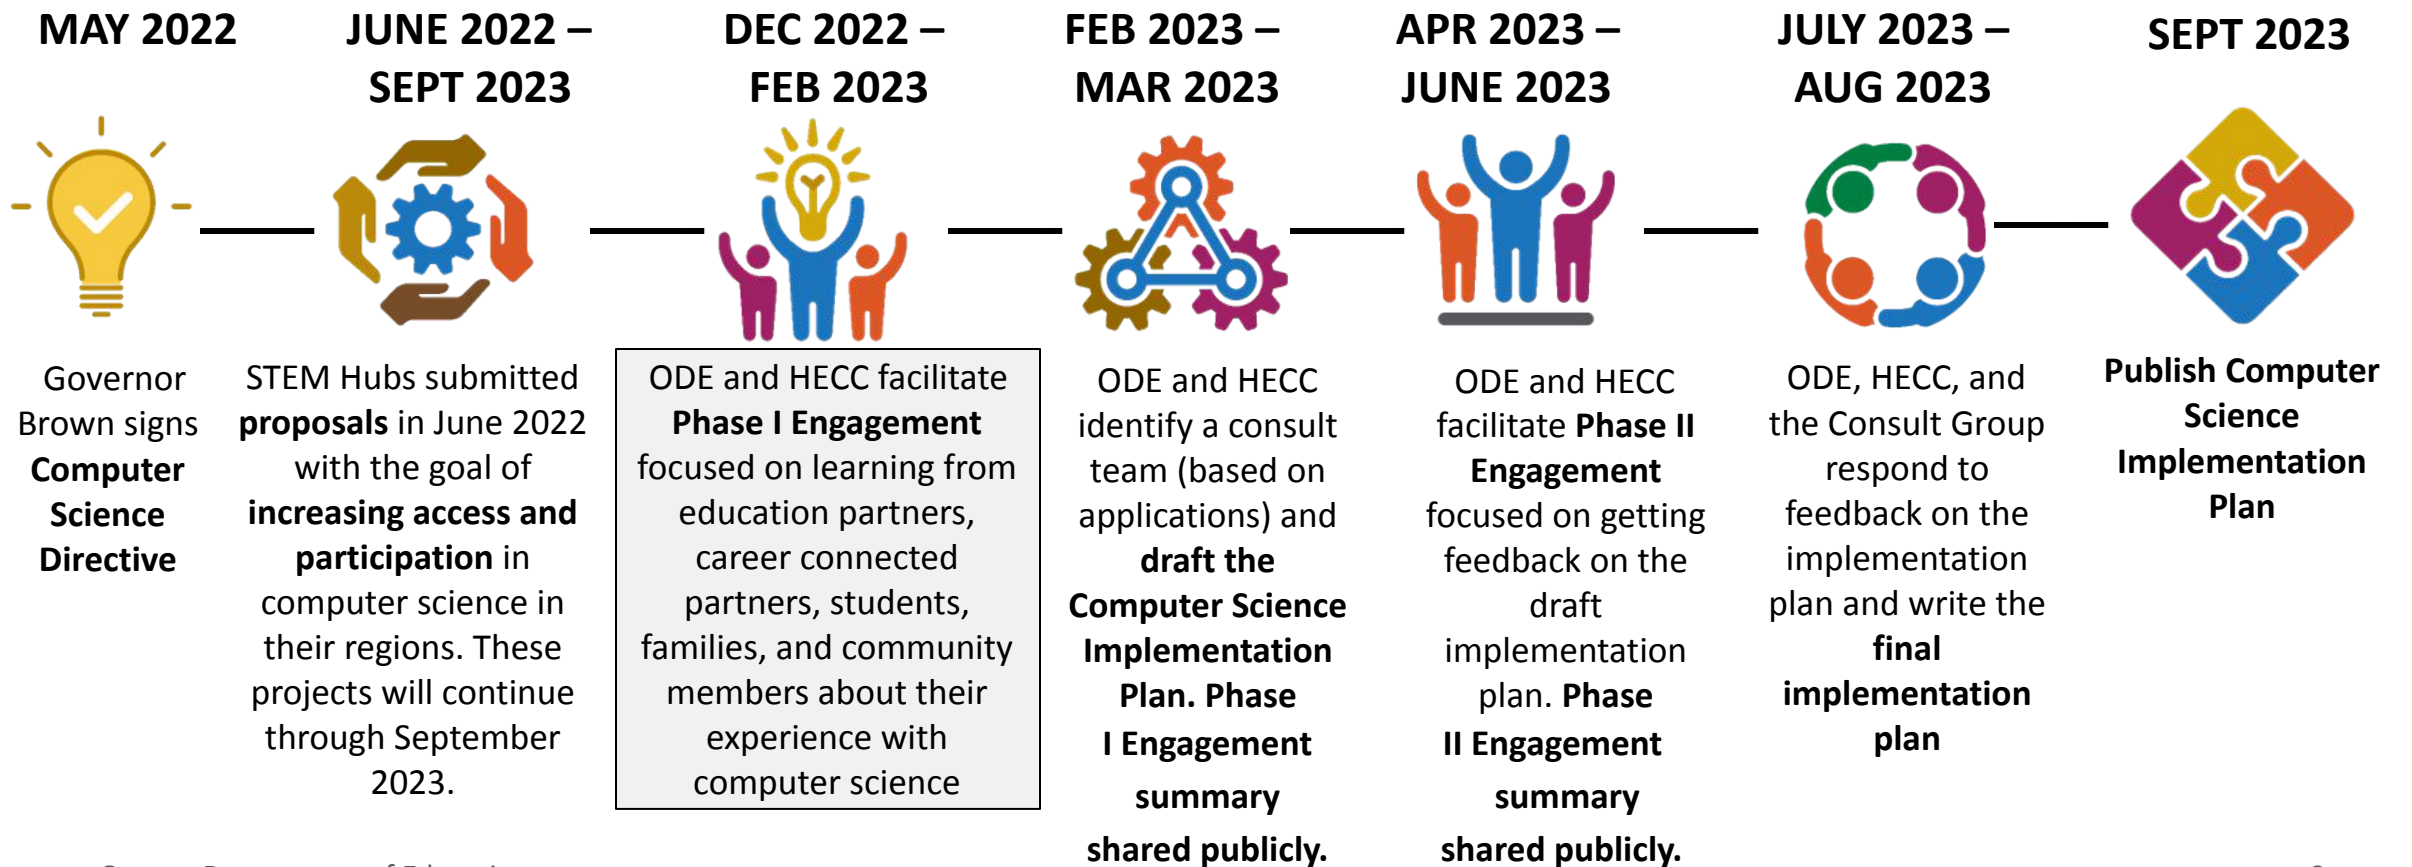 MAY 2022
Governor
Brown signs
Computer
Science
Directive
JUNE 2022 –
SEPT 2023
STEM Hubs submitted
proposals in June 2022
with the goal of
increasing access and
participation in
computer science in
their regions. These
projects will continue
through September
2023.
DEC 2022 –
FEB 2023
ODE and HECC facilitate
Phase I Engagement
focused on learning from
education partners,
career connected
partners, students,
families, and community
members about their
experience with
computer science
FEB 2023 –
MAR 2023
ODE and HECC
identify a consult
team (based on
applications) and
draft the
Computer Science
Implementation
Plan. Phase
I Engagement
summary
shared publicly.
APR 2023 –
JUNE 2023
ODE and HECC
facilitate Phase II
Engagement
focused on getting
feedback on the
draft
implementation
plan. Phase
II Engagement
summary
shared publicly.
JULY 2023 –
AUG 2023
ODE, HECC, and
the Consult Group
respond to
feedback on the
implementation
plan and write the
final
implementation
plan
SEPT 2023
Publish Computer
Science
Implementation
Plan